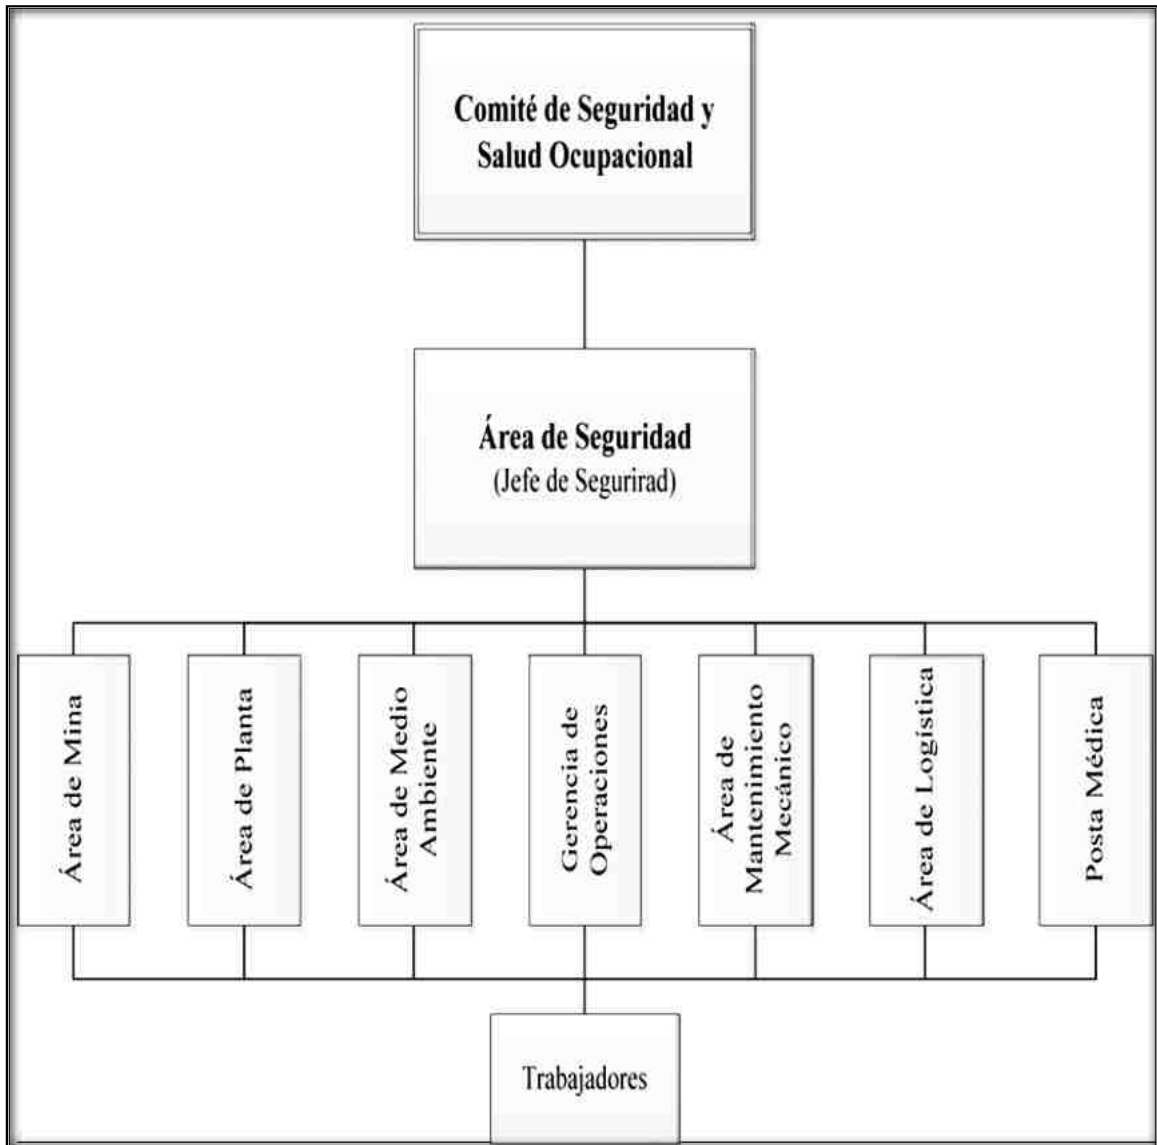 Comité de Seguridad y
Salud Ocupacional
Área de Seguridad
(Jefe de Segurirad)
Área de Mina
Área de Planta
Área de Medio
Ambiente
Gerencia de
Operaciones
Área de
Mantenimiento
Mecánico
Área de Logística
Posta Médica
Trabajadores